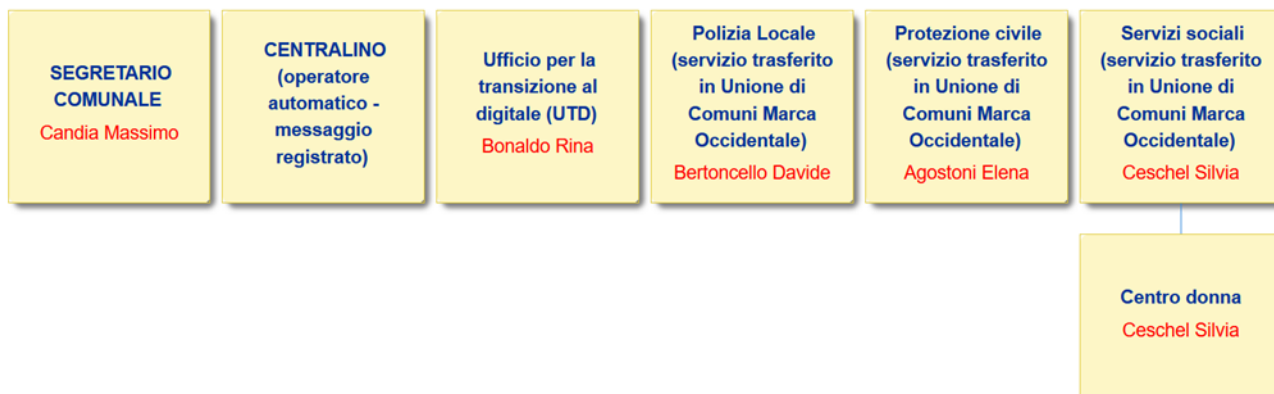 SEGRETARIO
COMUNALE
Candia Massimo
CENTRALINO
(operatore
automatico -
messaggio
registrato)
Ufficio per la
transizione al
digitale (UTD)
Bonaldo Rina
Polizia Locale
(servizio trasferito
in Unione di
Comuni Marca
Occidentale)
Bertoncello Davide
Protezione civile
(servizio trasferito
in Unione di
Comuni Marca
Occidentale)
Agostoni Elena
Servizi sociali
(servizio trasferito
in Unione di
Comuni Marca
Occidentale)
Ceschel Silvia
Centro donna
Ceschel Silvia